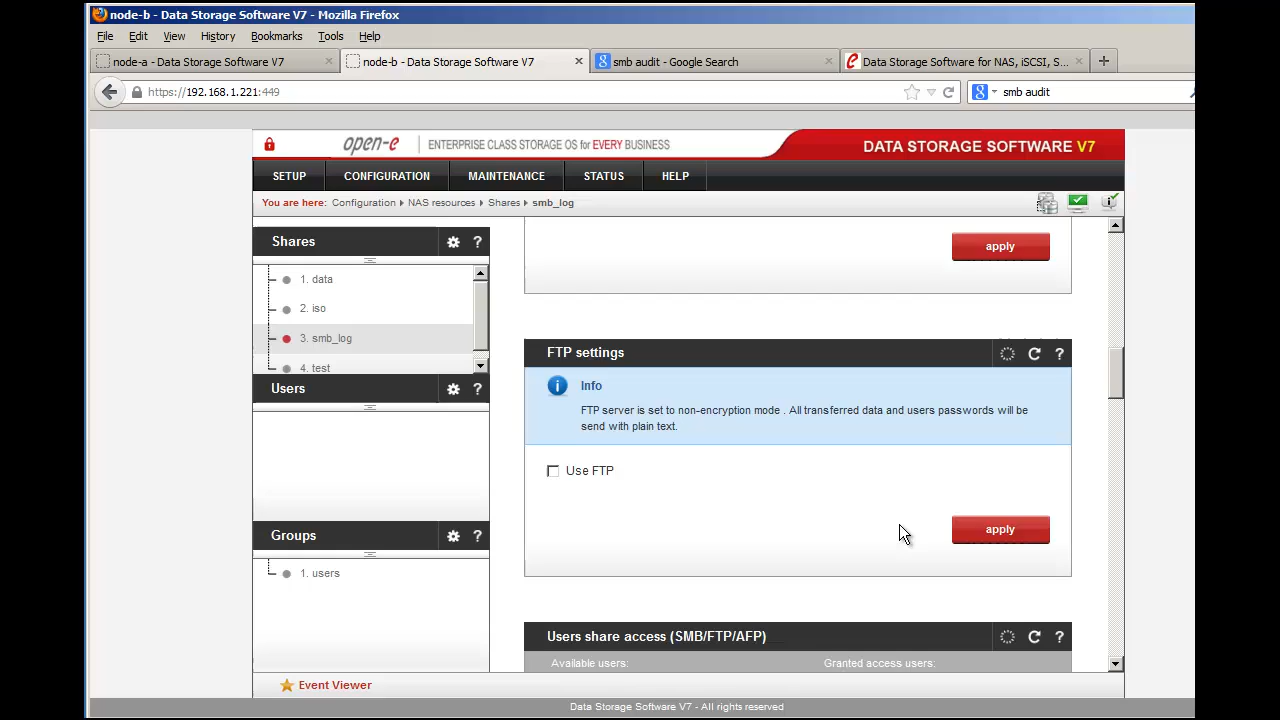 node-b - Data Storage Software V7 - Mozilla Firefox
File Edit View History Bookmarks Tools Help
node-a - Data Storage Software V7 × node-b - Data Storage Software V7 × smb audit - Google Search × Data Storage Software for NAS, iSCSI, S... × +
https://192.168.1.221:449
smb audit
open-e ENTERPRISE CLASS STORAGE OS for EVERY BUSINESS
DATA STORAGE SOFTWARE V7
SETUP CONFIGURATION MAINTENANCE STATUS HELP
You are here: Configuration NAS resources Shares smb_log
Shares ?
1. data
2. iso
3. smb_log
4. test
Users ?
Groups ?
1. users
apply
FTP settings ?
Info
FTP server is set to non-encryption mode . All transferred data and users passwords will be
send with plain text.
Use FTP
apply
Users share access (SMB/FTP/AFP) ?
Available users: Granted access users:
Event Viewer
Data Storage Software V7 - All rights reserved